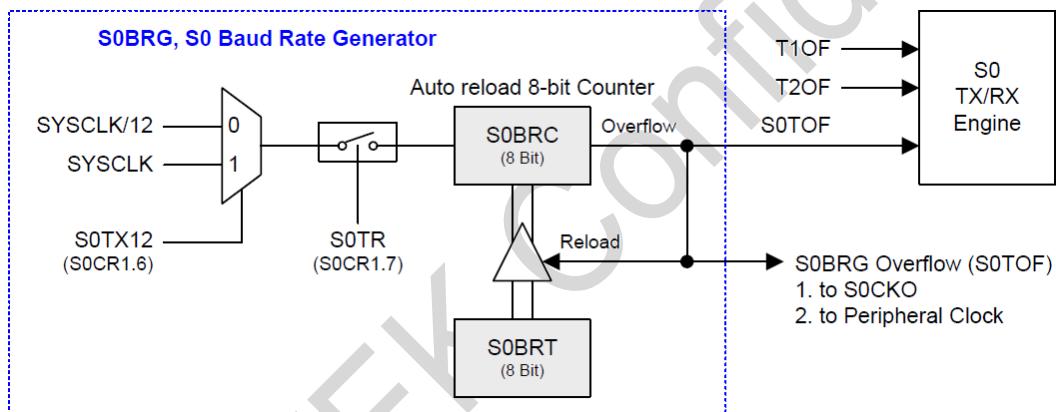 S0BRG, S0 Baud Rate Generator
Auto reload 8-bit Counter
SYSCLK/12
SYSCLK
0
1
S0TX12
(S0CR1.6)
S0TR
(S0CR1.7)
S0BRC
(8 Bit)
Overflow
Reload
S0BRT
(8 Bit)
T1OF
T2OF
S0TOF
S0
TX/RX
Engine
S0BRG Overflow (S0TOF)
1. to S0CKO
2. to Peripheral Clock